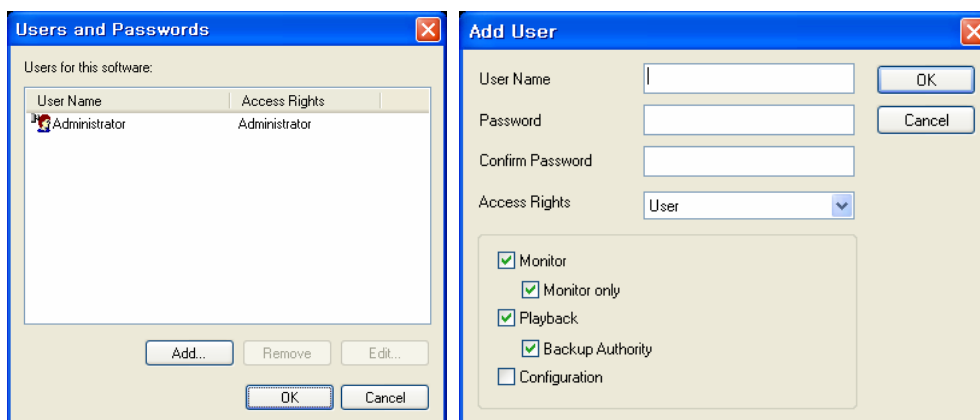 Users and Passwords
Users for this software:
User Name Access Rights
Administrator Administrator
Add... Remove Edit...
OK Cancel
Add User
User Name
OK
Password
Cancel
Confirm Password
Access Rights User
Monitor
Monitor only
Playback
Backup Authority
Configuration